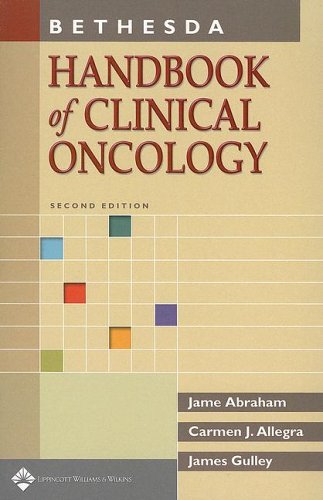 BETHESDA
HANDBOOK
of CLINICAL
ONCOLOGY
SECOND EDITION
Jame Abraham
Carmen J. Allegra
James Gulley
LIPPINCOTT WILLIAMS & WILKINS